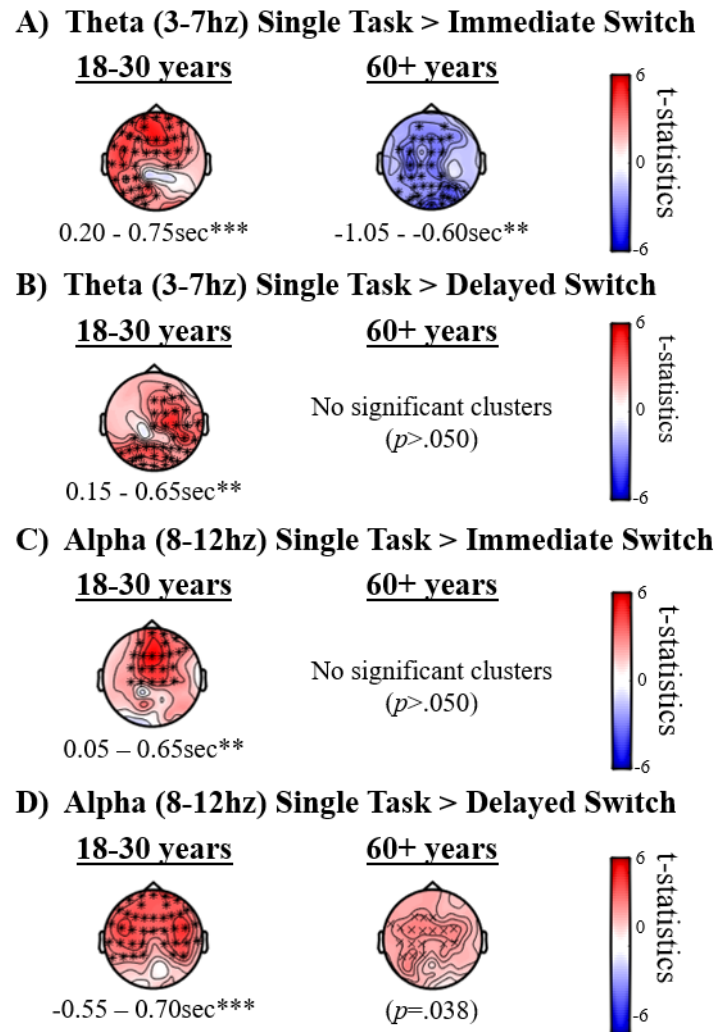 A) Theta (3-7hz) Single Task > Immediate Switch
18-30 years 60+ years
6
0
-6
t-statistics
0.20 - 0.75sec*** -1.05 - -0.60sec**
B) Theta (3-7hz) Single Task > Delayed Switch
18-30 years 60+ years
6
0
-6
t-statistics
No significant clusters
(p>.050)
0.15 - 0.65sec**
C) Alpha (8-12hz) Single Task > Immediate Switch
18-30 years 60+ years
6
0
-6
t-statistics
No significant clusters
(p>.050)
0.05 – 0.65sec**
D) Alpha (8-12hz) Single Task > Delayed Switch
18-30 years 60+ years
6
0
-6
t-statistics
-0.55 – 0.70sec*** (p=.038)